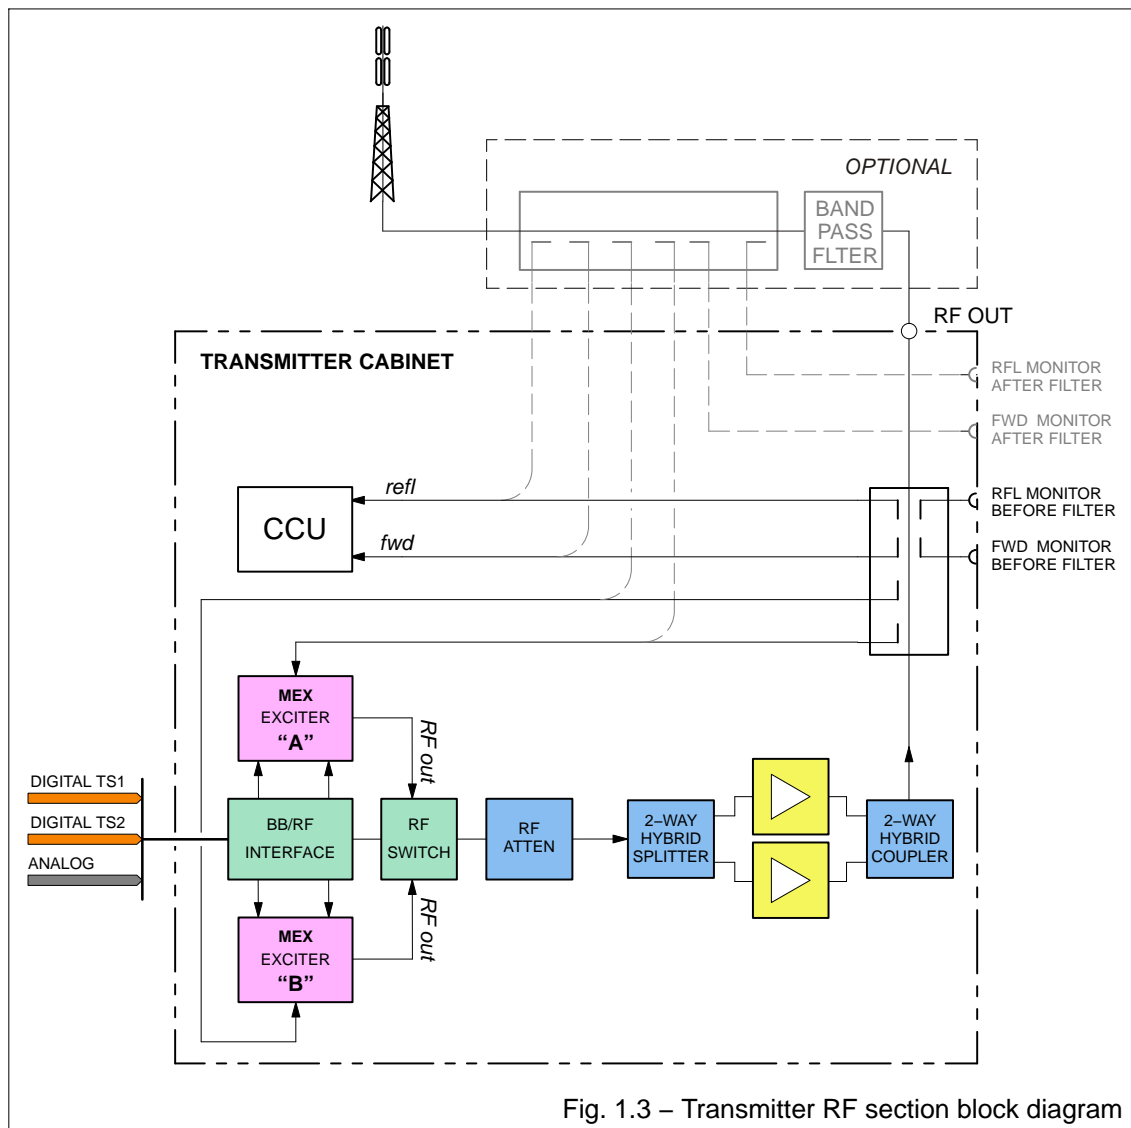 OPTIONAL
BAND
PASS
FLTER
RF OUT
TRANSMITTER CABINET
RFL MONITOR
AFTER FILTER
FWD MONITOR
AFTER FILTER
refl
RFL MONITOR
BEFORE FILTER
CCU
fwd
FWD MONITOR
BEFORE FILTER
MEX
EXCITER
“A”
RF out
DIGITAL TS1
DIGITAL TS2
ANALOG
BB/RF
INTERFACE
RF
SWITCH
RF
ATTEN
2–WAY
HYBRID
SPLITTER
2–WAY
HYBRID
COUPLER
MEX
EXCITER
“B”
RF out
Fig. 1.3 – Transmitter RF section block diagram